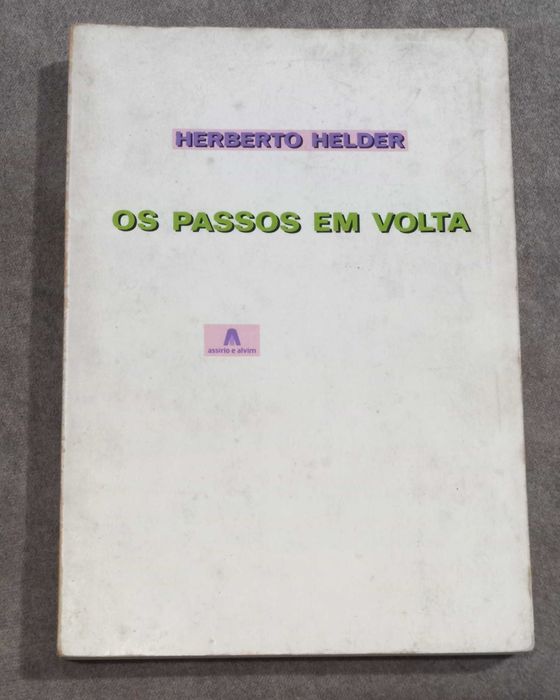 HERBERTO HELDER
OS PASSOS EM VOLTA
assírio e alvim